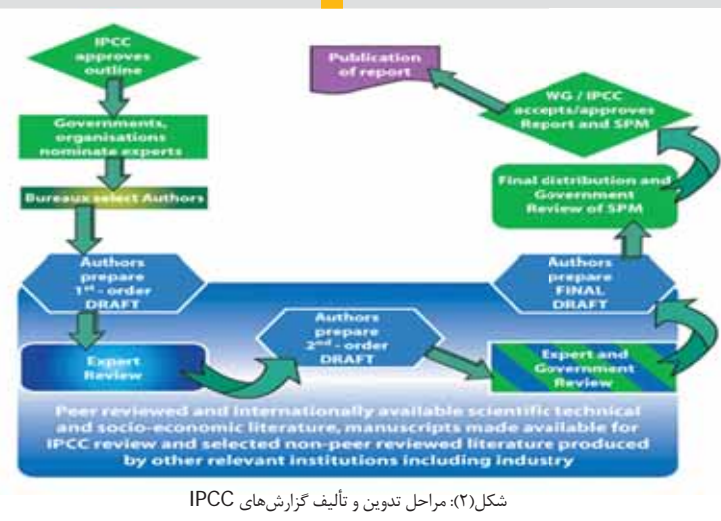 IPCC
approves
outline
Governments,
organisations
nominate experts
Bureaux select Authors
Authors
prepare
1st - order
DRAFT
Expert
Review
Authors
prepare
2nd - order
DRAFT
Expert and
Government
Review
Authors
prepare
FINAL
DRAFT
Final distribution and
Government
Review of SPM
WG / IPCC
accepts/approves
Report and SPM
Publication
of report
Peer reviewed and internationally available scientific technical
and socio-economic literature, manuscripts made available for
IPCC review and selected non-peer reviewed literature produced
by other relevant institutions including industry
شکل(۲): مراحل تدوین و تألیف گزارش‌های IPCC